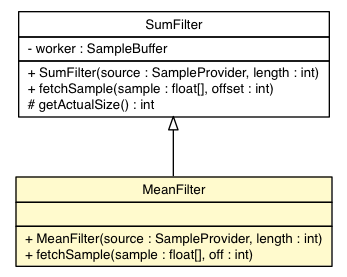 SumFilter
- worker : SampleBuffer
+ SumFilter(source : SampleProvider, length : int)
+ fetchSample(sample : float[], offset : int)
# getActualSize() : int
MeanFilter
+ MeanFilter(source : SampleProvider, length : int)
+ fetchSample(sample : float[], off : int)